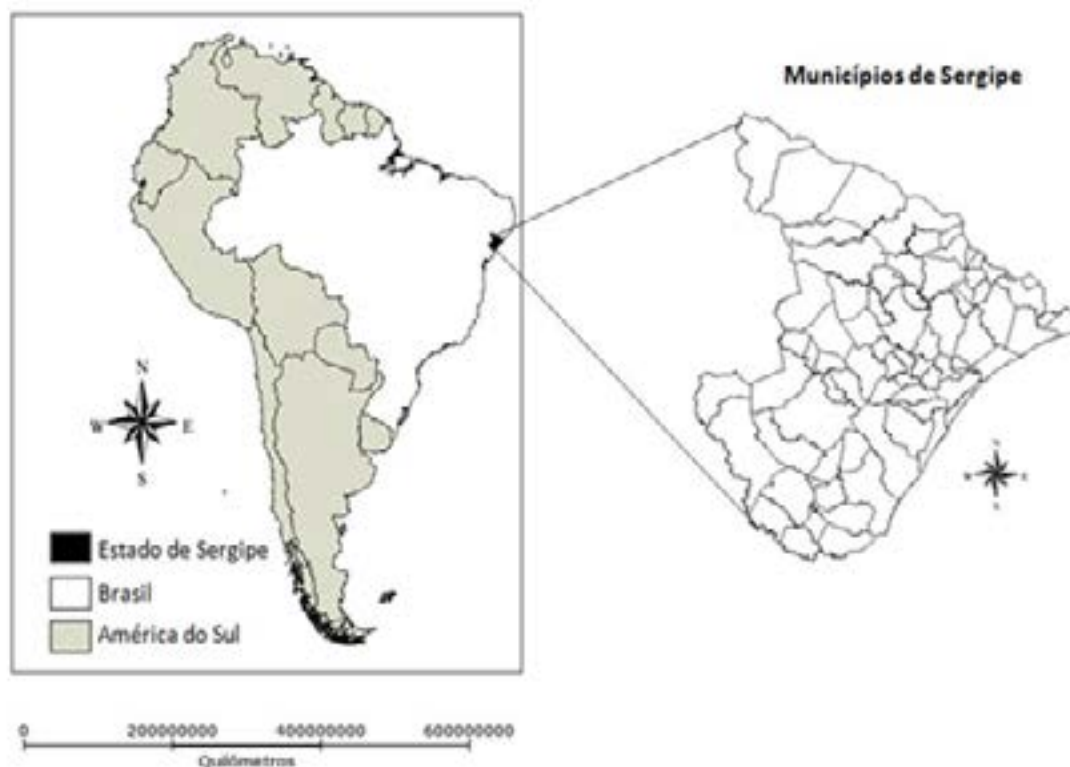 Municípios de Sergipe
N
W E
S
N
W E
S
Estado de Sergipe
Brasil
América do Sul
0 200000000 400000000 600000000
Quilômetros